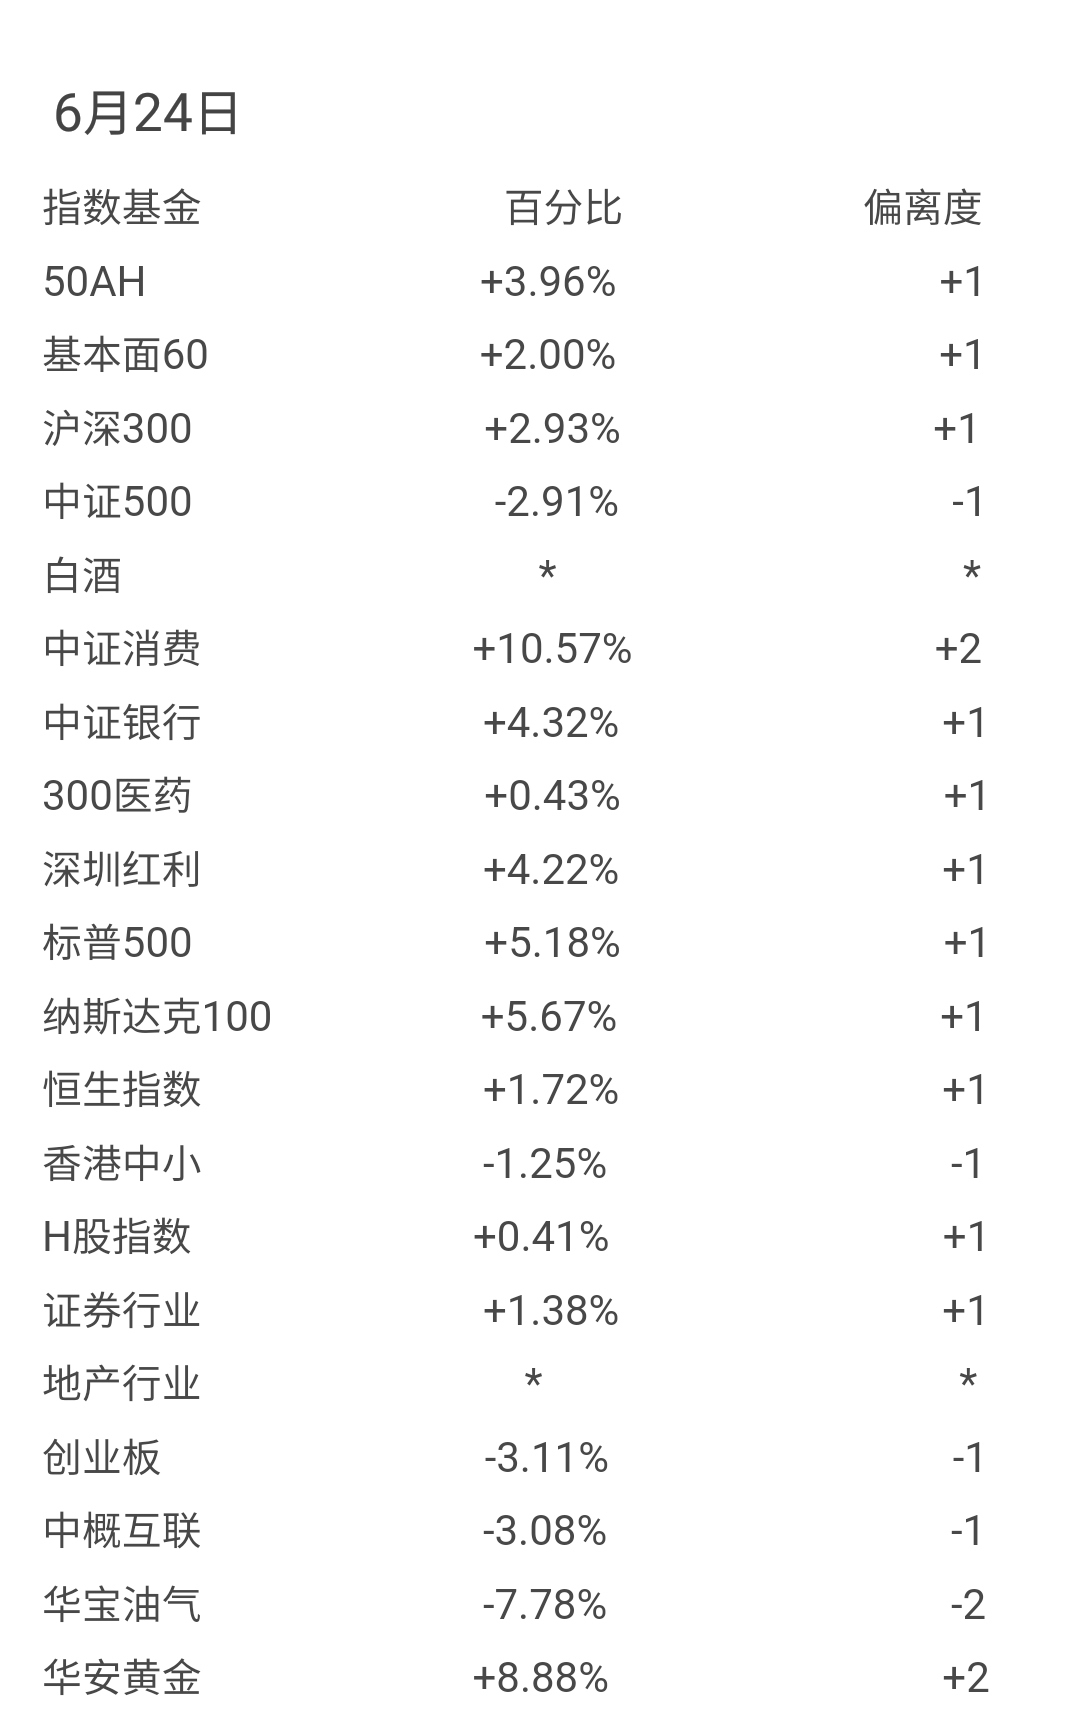 6月24日
指数基金 百分比 偏离度
50AH +3.96% +1
基本面60 +2.00% +1
沪深300 +2.93% +1
中证500 -2.91% -1
白酒 * *
中证消费 +10.57% +2
中证银行 +4.32% +1
300医药 +0.43% +1
深圳红利 +4.22% +1
标普500 +5.18% +1
纳斯达克100 +5.67% +1
恒生指数 +1.72% +1
香港中小 -1.25% -1
H股指数 +0.41% +1
证券行业 +1.38% +1
地产行业 * *
创业板 -3.11% -1
中概互联 -3.08% -1
华宝油气 -7.78% -2
华安黄金 +8.88% +2